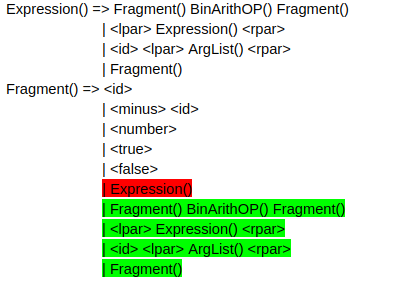 Expression() => Fragment() BinArithOP() Fragment()
| <lpar> Expression() <rpar>
| <id> <lpar> ArgList() <rpar>
| Fragment()
Fragment() => <id>
| <minus> <id>
| <number>
| <true>
| <false>
| Expression()
| Fragment() BinArithOP() Fragment()
| <lpar> Expression() <rpar>
| <id> <lpar> ArgList() <rpar>
| Fragment()